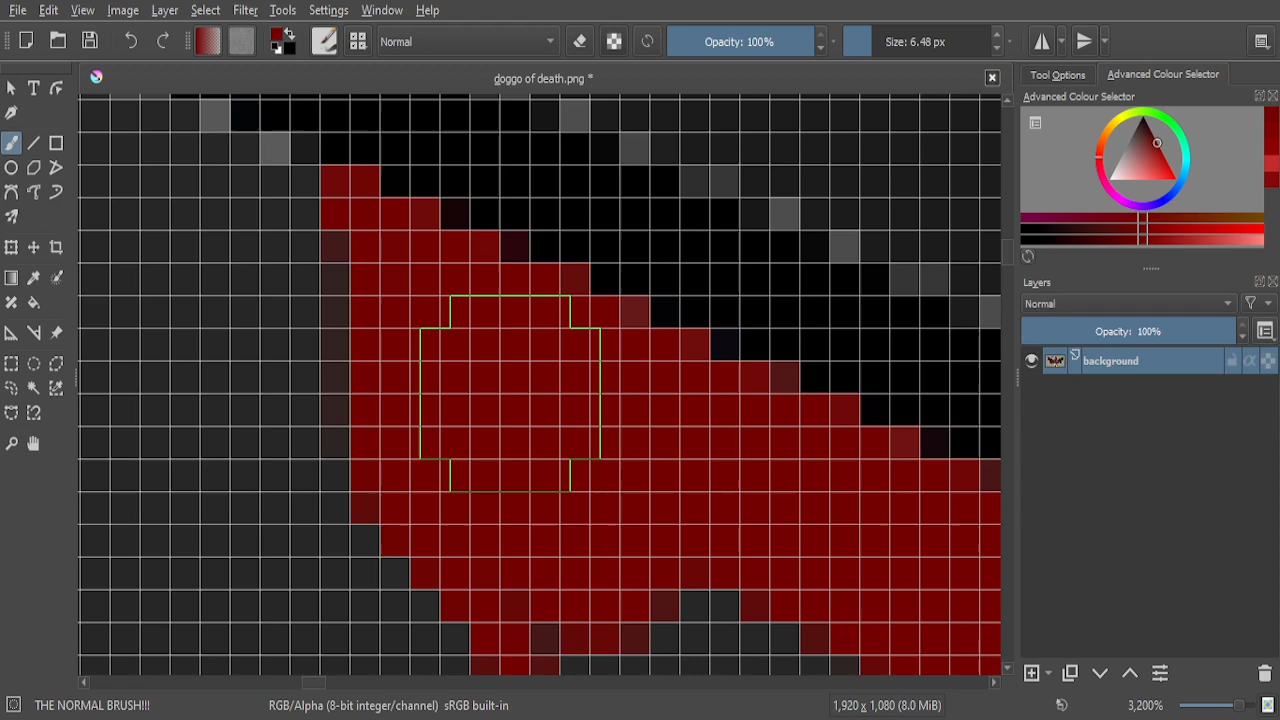 File Edit View Image Layer Select Filter Tools Settings Window Help
Normal Opacity: 100% Size: 6.48 px
doggo of death.png *
Tool Options Advanced Colour Selector
Advanced Colour Selector
Layers
Normal
Opacity: 100%
background
THE NORMAL BRUSH!!! RGB/Alpha (8-bit integer/channel) sRGB built-in 1,920 x 1,080 (8.0 MiB) 3,200%